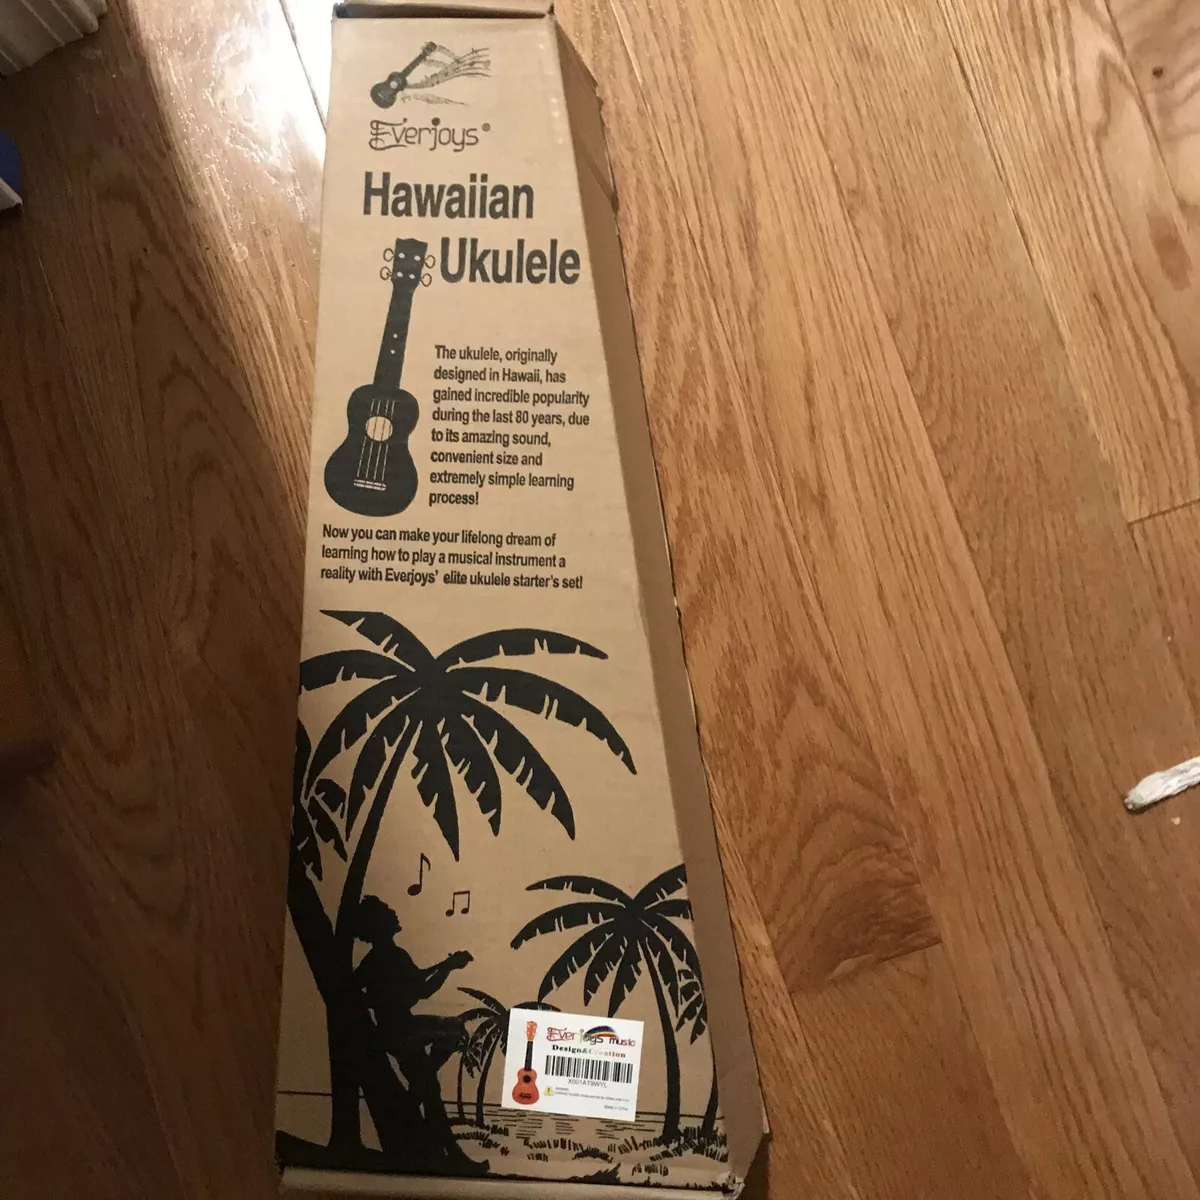 Everjoys®
Hawaiian
Ukulele
The ukulele, originally
designed in Hawaii, has
gained incredible popularity
during the last 80 years, due
to its amazing sound,
convenient size and
extremely simple learning
process!
Now you can make your lifelong dream of
learning how to play a musical instrument a
reality with Everjoys' elite ukulele starter's set!
Everjoys music
Design&Creation
X001AT9WYL